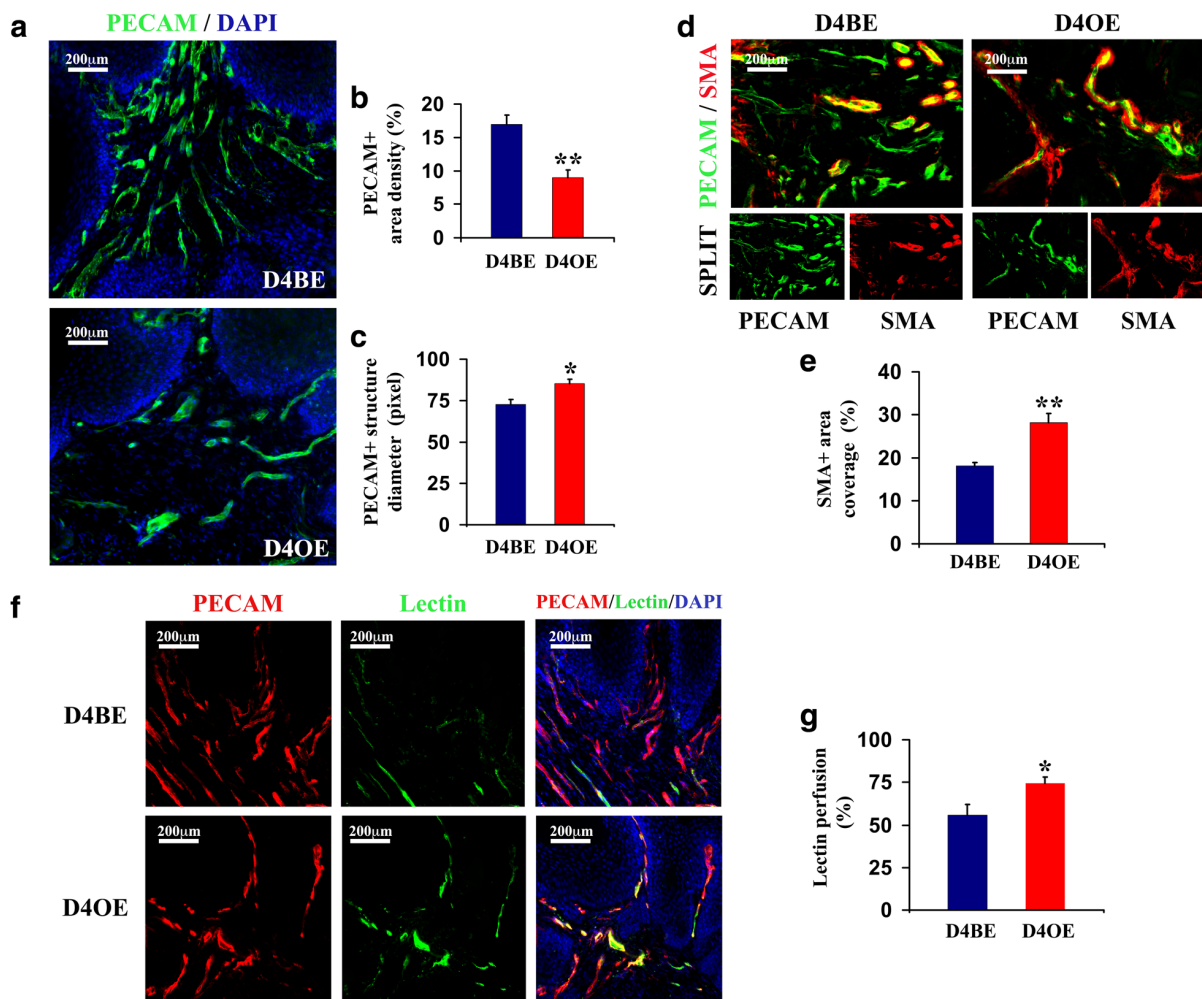 a
PECAM / DAPI
200μm
D4BE
200μm
D4OE
b
PECAM+
area density (%)
20
15
10
5
0
**
D4BE D4OE
c
PECAM+ structure
diameter (pixel)
100
75
50
25
0
*
D4BE D4OE
d
D4BE D4OE
PECAM / SMA
200μm
200μm
SPLIT
PECAM SMA PECAM SMA
e
SMA+ area
coverage (%)
40
30
20
10
0
**
D4BE D4OE
f
PECAM Lectin PECAM/Lectin/DAPI
D4BE
200μm 200μm 200μm
D4OE
200μm 200μm 200μm
g
Lectin perfusion
(%)
100
75
50
25
0
*
D4BE D4OE